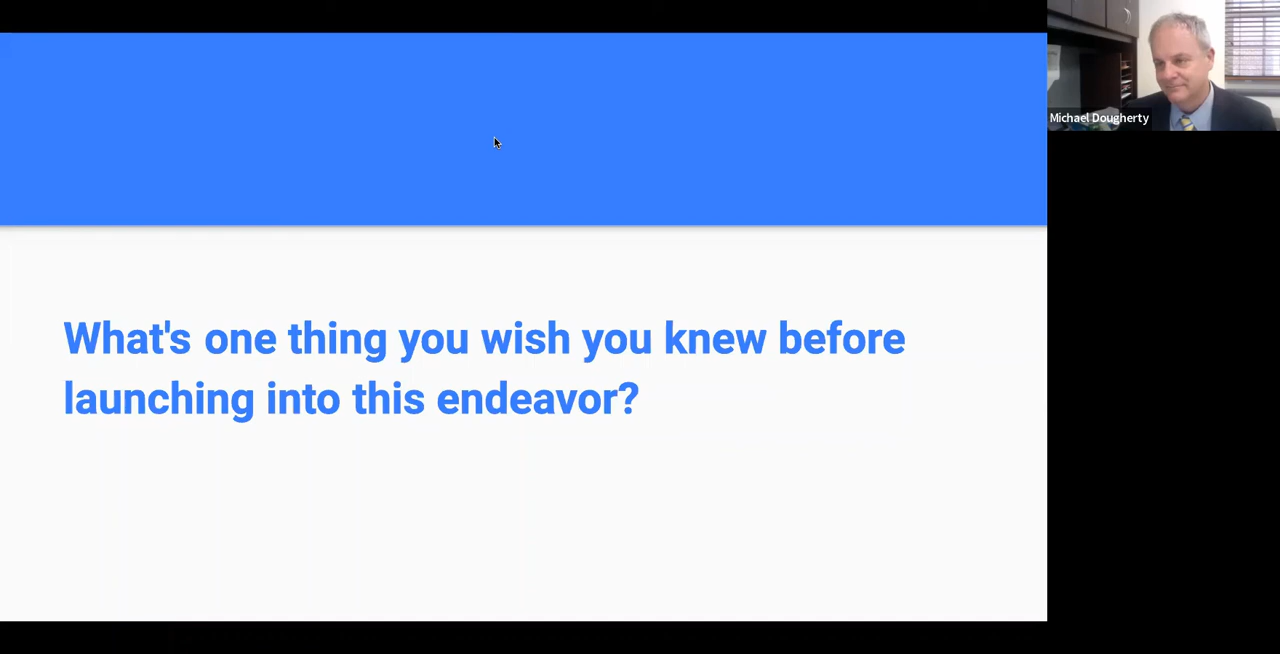 Michael Dougherty
What's one thing you wish you knew before
launching into this endeavor?